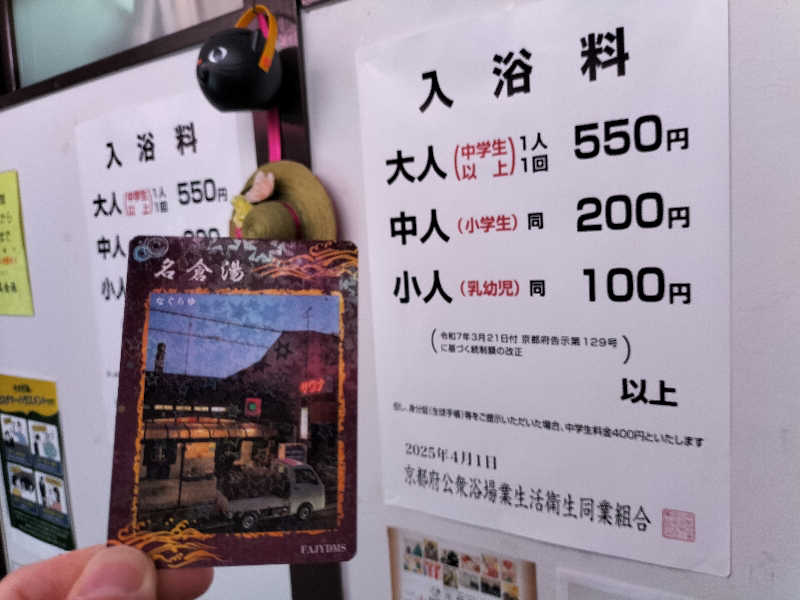 入浴料
大人(中学生以上)1人1回 550円
中人(小学生)同 200円
小人(乳幼児)同 100円
(令和7年3月21日付 京都府告示第129号
に基づく統制額の改正)
以上
但し、身分証(生徒手帳)等をご提示いただいた場合、中学生料金400円といたします
2025年4月1日
京都府公衆浴場業生活衛生同業組合
入浴料
大人(中学生以上)1人1回 550円
中人
小人
名倉湯
なぐらゆ
サウナ
FAJYDMS